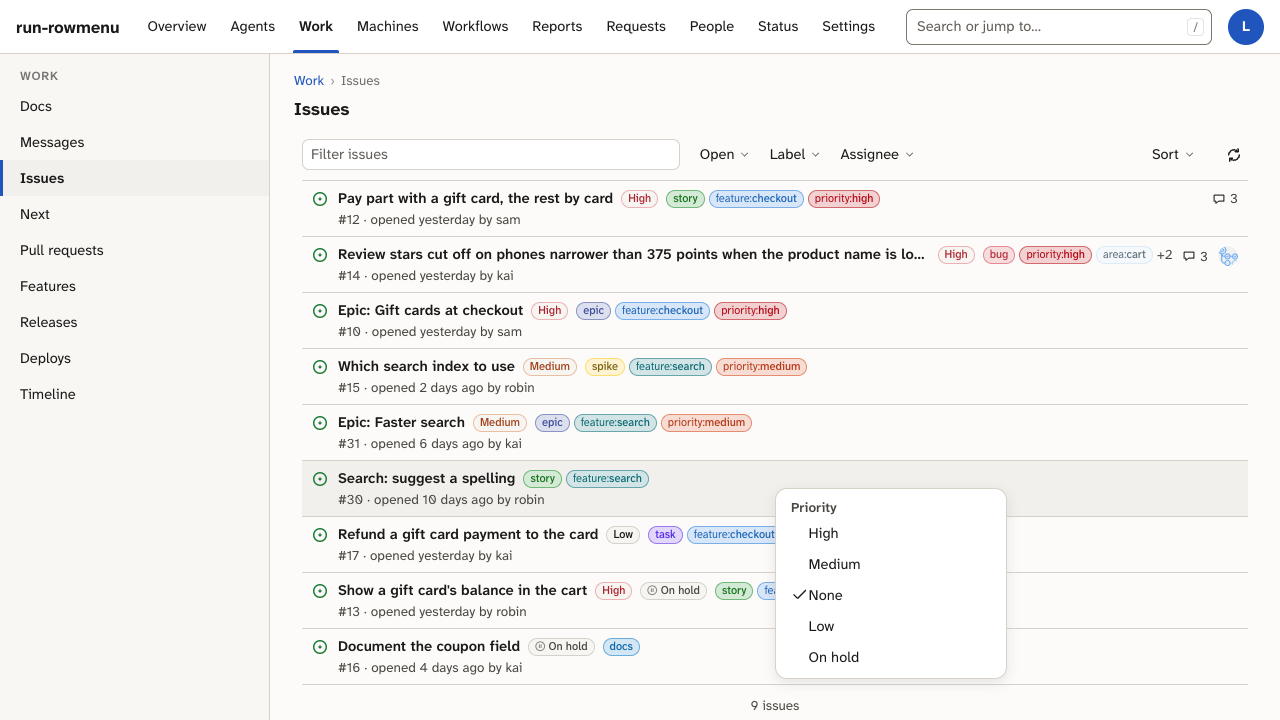 run-rowmenu
Overview
Agents
Work
Machines
Workflows
Reports
Requests
People
Status
Settings
Search or jump to...
/
L
WORK
Docs
Messages
Issues
Next
Pull requests
Features
Releases
Deploys
Timeline
Work › Issues
Issues
Filter issues
Open
Label
Assignee
Sort
Pay part with a gift card, the rest by card High story feature:checkout priority:high 3
#12 · opened yesterday by sam
Review stars cut off on phones narrower than 375 points when the product name is lo... High bug priority:high area:cart +2 3
#14 · opened yesterday by kai
Epic: Gift cards at checkout High epic feature:checkout priority:high
#10 · opened yesterday by sam
Which search index to use Medium spike feature:search priority:medium
#15 · opened 2 days ago by robin
Epic: Faster search Medium epic feature:search priority:medium
#31 · opened 6 days ago by kai
Search: suggest a spelling story feature:search
#30 · opened 10 days ago by robin
Refund a gift card payment to the card Low task feature:checkout
#17 · opened yesterday by kai
Show a gift card's balance in the cart High On hold story
#13 · opened yesterday by robin
Document the coupon field On hold docs
#16 · opened 4 days ago by kai
Priority
High
Medium
None
Low
On hold
9 issues